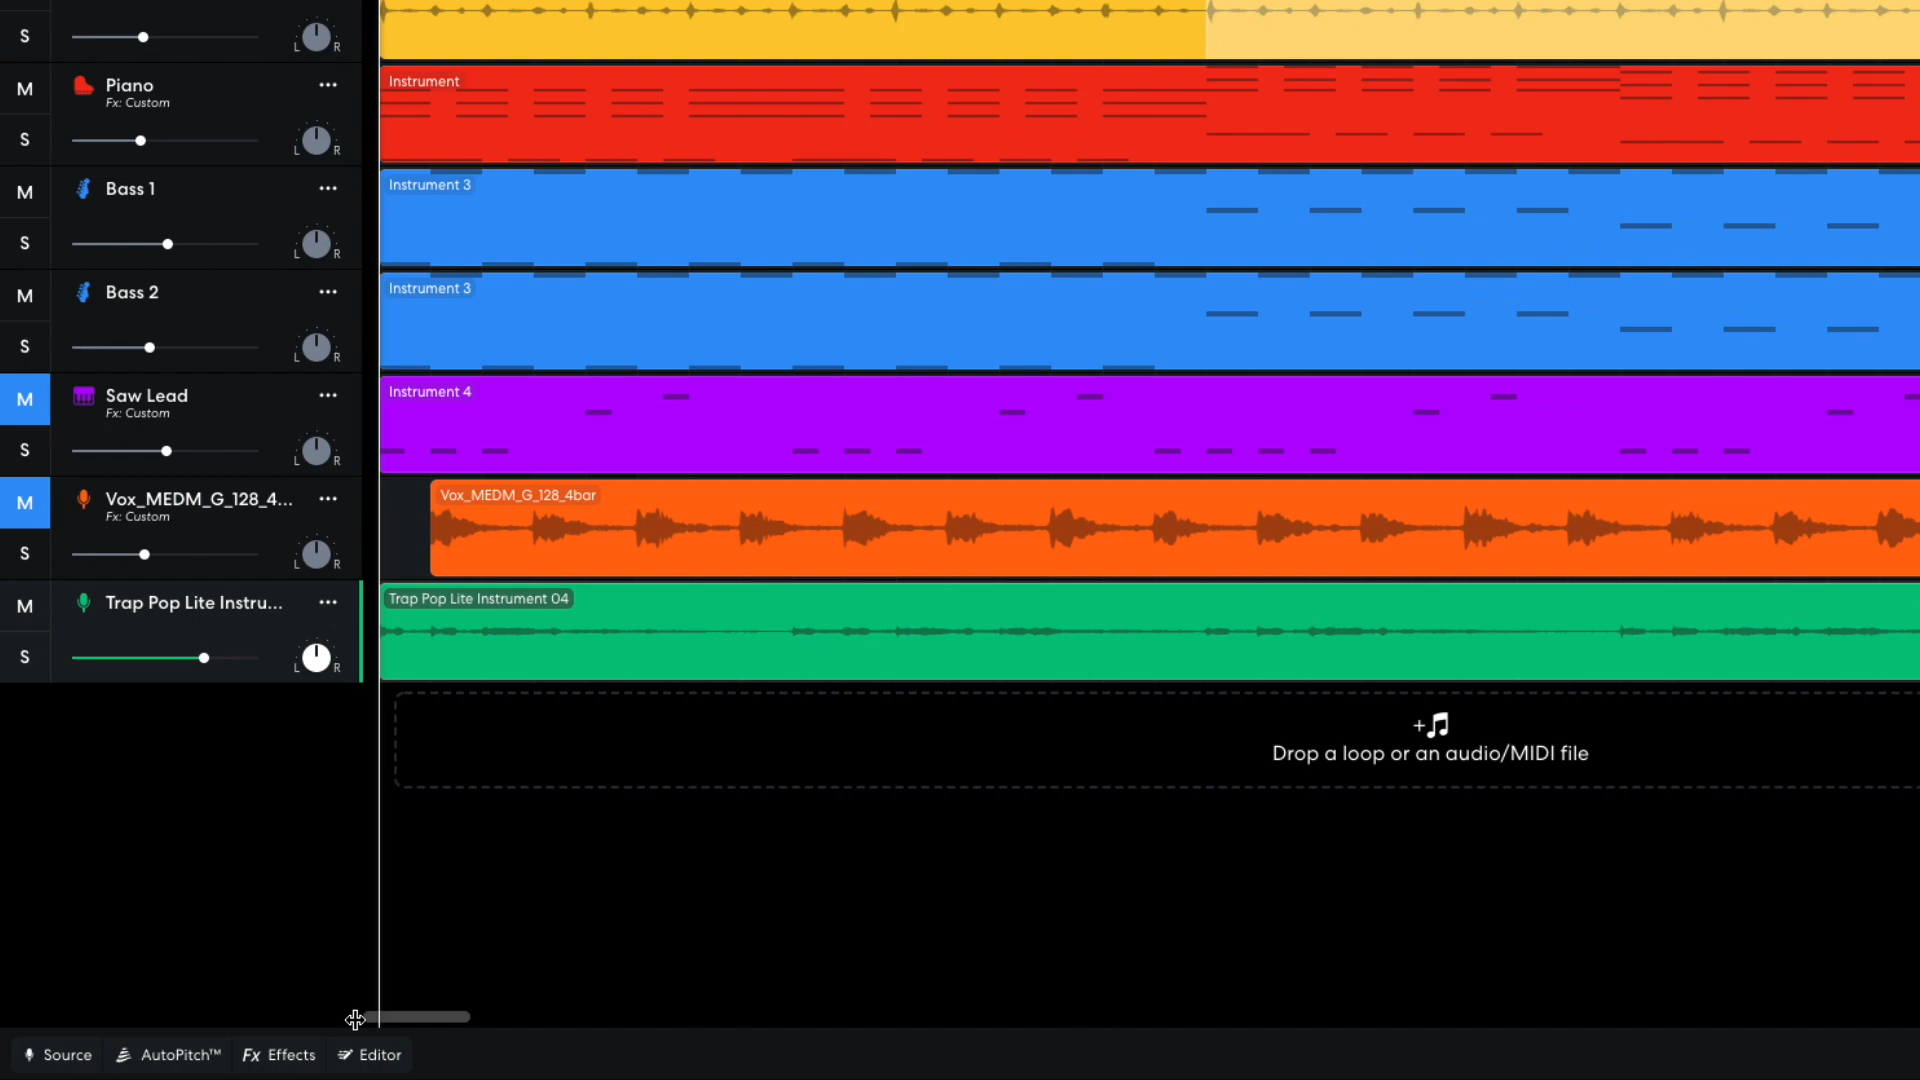 S
L R
M
Piano
Fx: Custom
S
L R
Instrument
M
Bass 1
S
L R
Instrument 3
M
Bass 2
S
L R
Instrument 3
M
Saw Lead
Fx: Custom
S
L R
Instrument 4
M
Vox_MEDM_G_128_4...
Fx: Custom
S
L R
Vox_MEDM_G_128_4bar
M
Trap Pop Lite Instru...
S
L R
Trap Pop Lite Instrument 04
Drop a loop or an audio/MIDI file
Source
AutoPitch™
Fx Effects
Editor